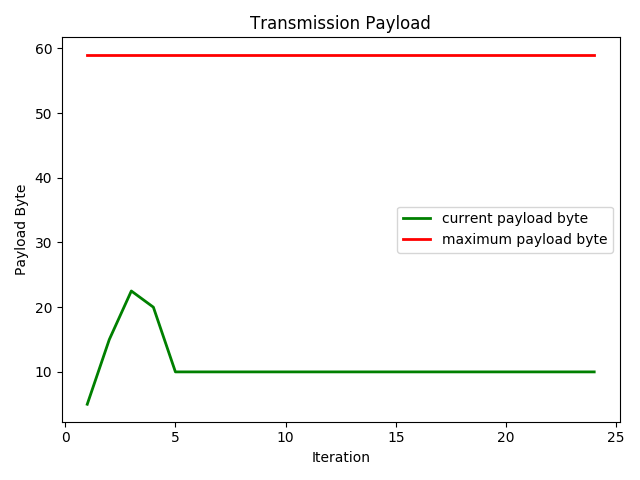 Transmission Payload
60
50
40
30
20
10
Payload Byte
current payload byte
maximum payload byte
0
5
10
15
20
25
Iteration